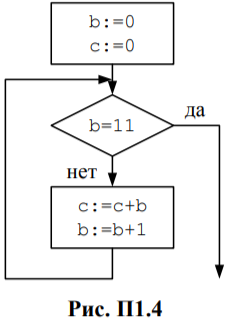 b:=0
c:=0
b=11
да
нет
c:=c+b
b:=b+1
Рис. П1.4